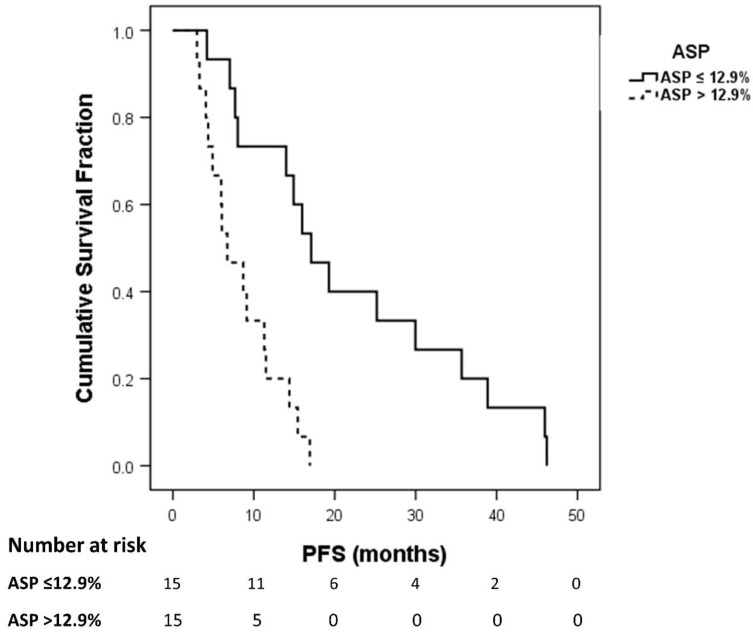 Cumulative Survival Fraction
1.0
0.8
0.6
0.4
0.2
0.0
0 10 20 30 40 50
PFS (months)
ASP
ASP ≤ 12.9%
ASP > 12.9%
Number at risk
ASP ≤12.9% 15 11 6 4 2 0
ASP >12.9% 15 5 0 0 0 0